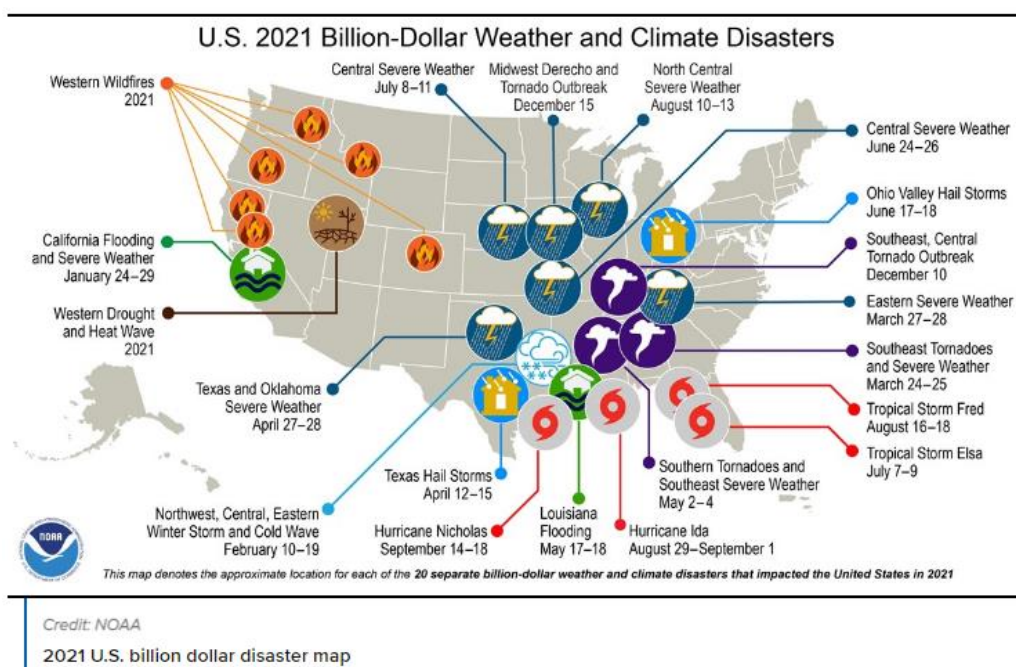 U.S. 2021 Billion-Dollar Weather and Climate Disasters
Western Wildfires
2021
Central Severe Weather
July 8–11
Midwest Derecho and
Tornado Outbreak
December 15
North Central
Severe Weather
August 10–13
Central Severe Weather
June 24–26
Ohio Valley Hail Storms
June 17–18
California Flooding
and Severe Weather
January 24–29
Southeast, Central
Tornado Outbreak
December 10
Western Drought
and Heat Wave
2021
Eastern Severe Weather
March 27–28
Southeast Tornadoes
and Severe Weather
March 24–25
Texas and Oklahoma
Severe Weather
April 27–28
Tropical Storm Fred
August 16–18
Tropical Storm Elsa
July 7–9
Texas Hail Storms
April 12–15
Southern Tornadoes and
Southeast Severe Weather
May 2–4
Northwest, Central, Eastern
Winter Storm and Cold Wave
February 10–19
Hurricane Nicholas
September 14–18
Louisiana
Flooding
May 17–18
Hurricane Ida
August 29–September 1
NOAA
This map denotes the approximate location for each of the 20 separate billion-dollar weather and climate disasters that impacted the United States in 2021
Credit: NOAA
2021 U.S. billion dollar disaster map